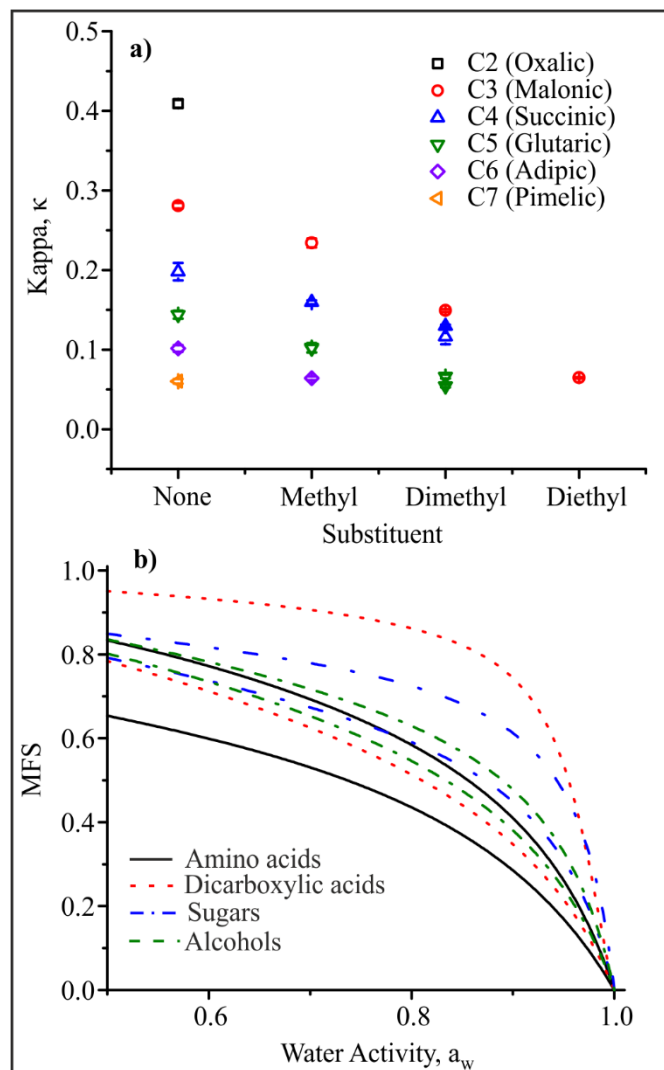 a)
C2 (Oxalic)
C3 (Malonic)
C4 (Succinic)
C5 (Glutaric)
C6 (Adipic)
C7 (Pimelic)
Kappa, κ
0.5
0.4
0.3
0.2
0.1
0.0
None Methyl Dimethyl Diethyl
Substituent
b)
MFS
1.0
0.8
0.6
0.4
0.2
0.0
Amino acids
Dicarboxylic acids
Sugars
Alcohols
0.6 0.8 1.0
Water Activity, aw